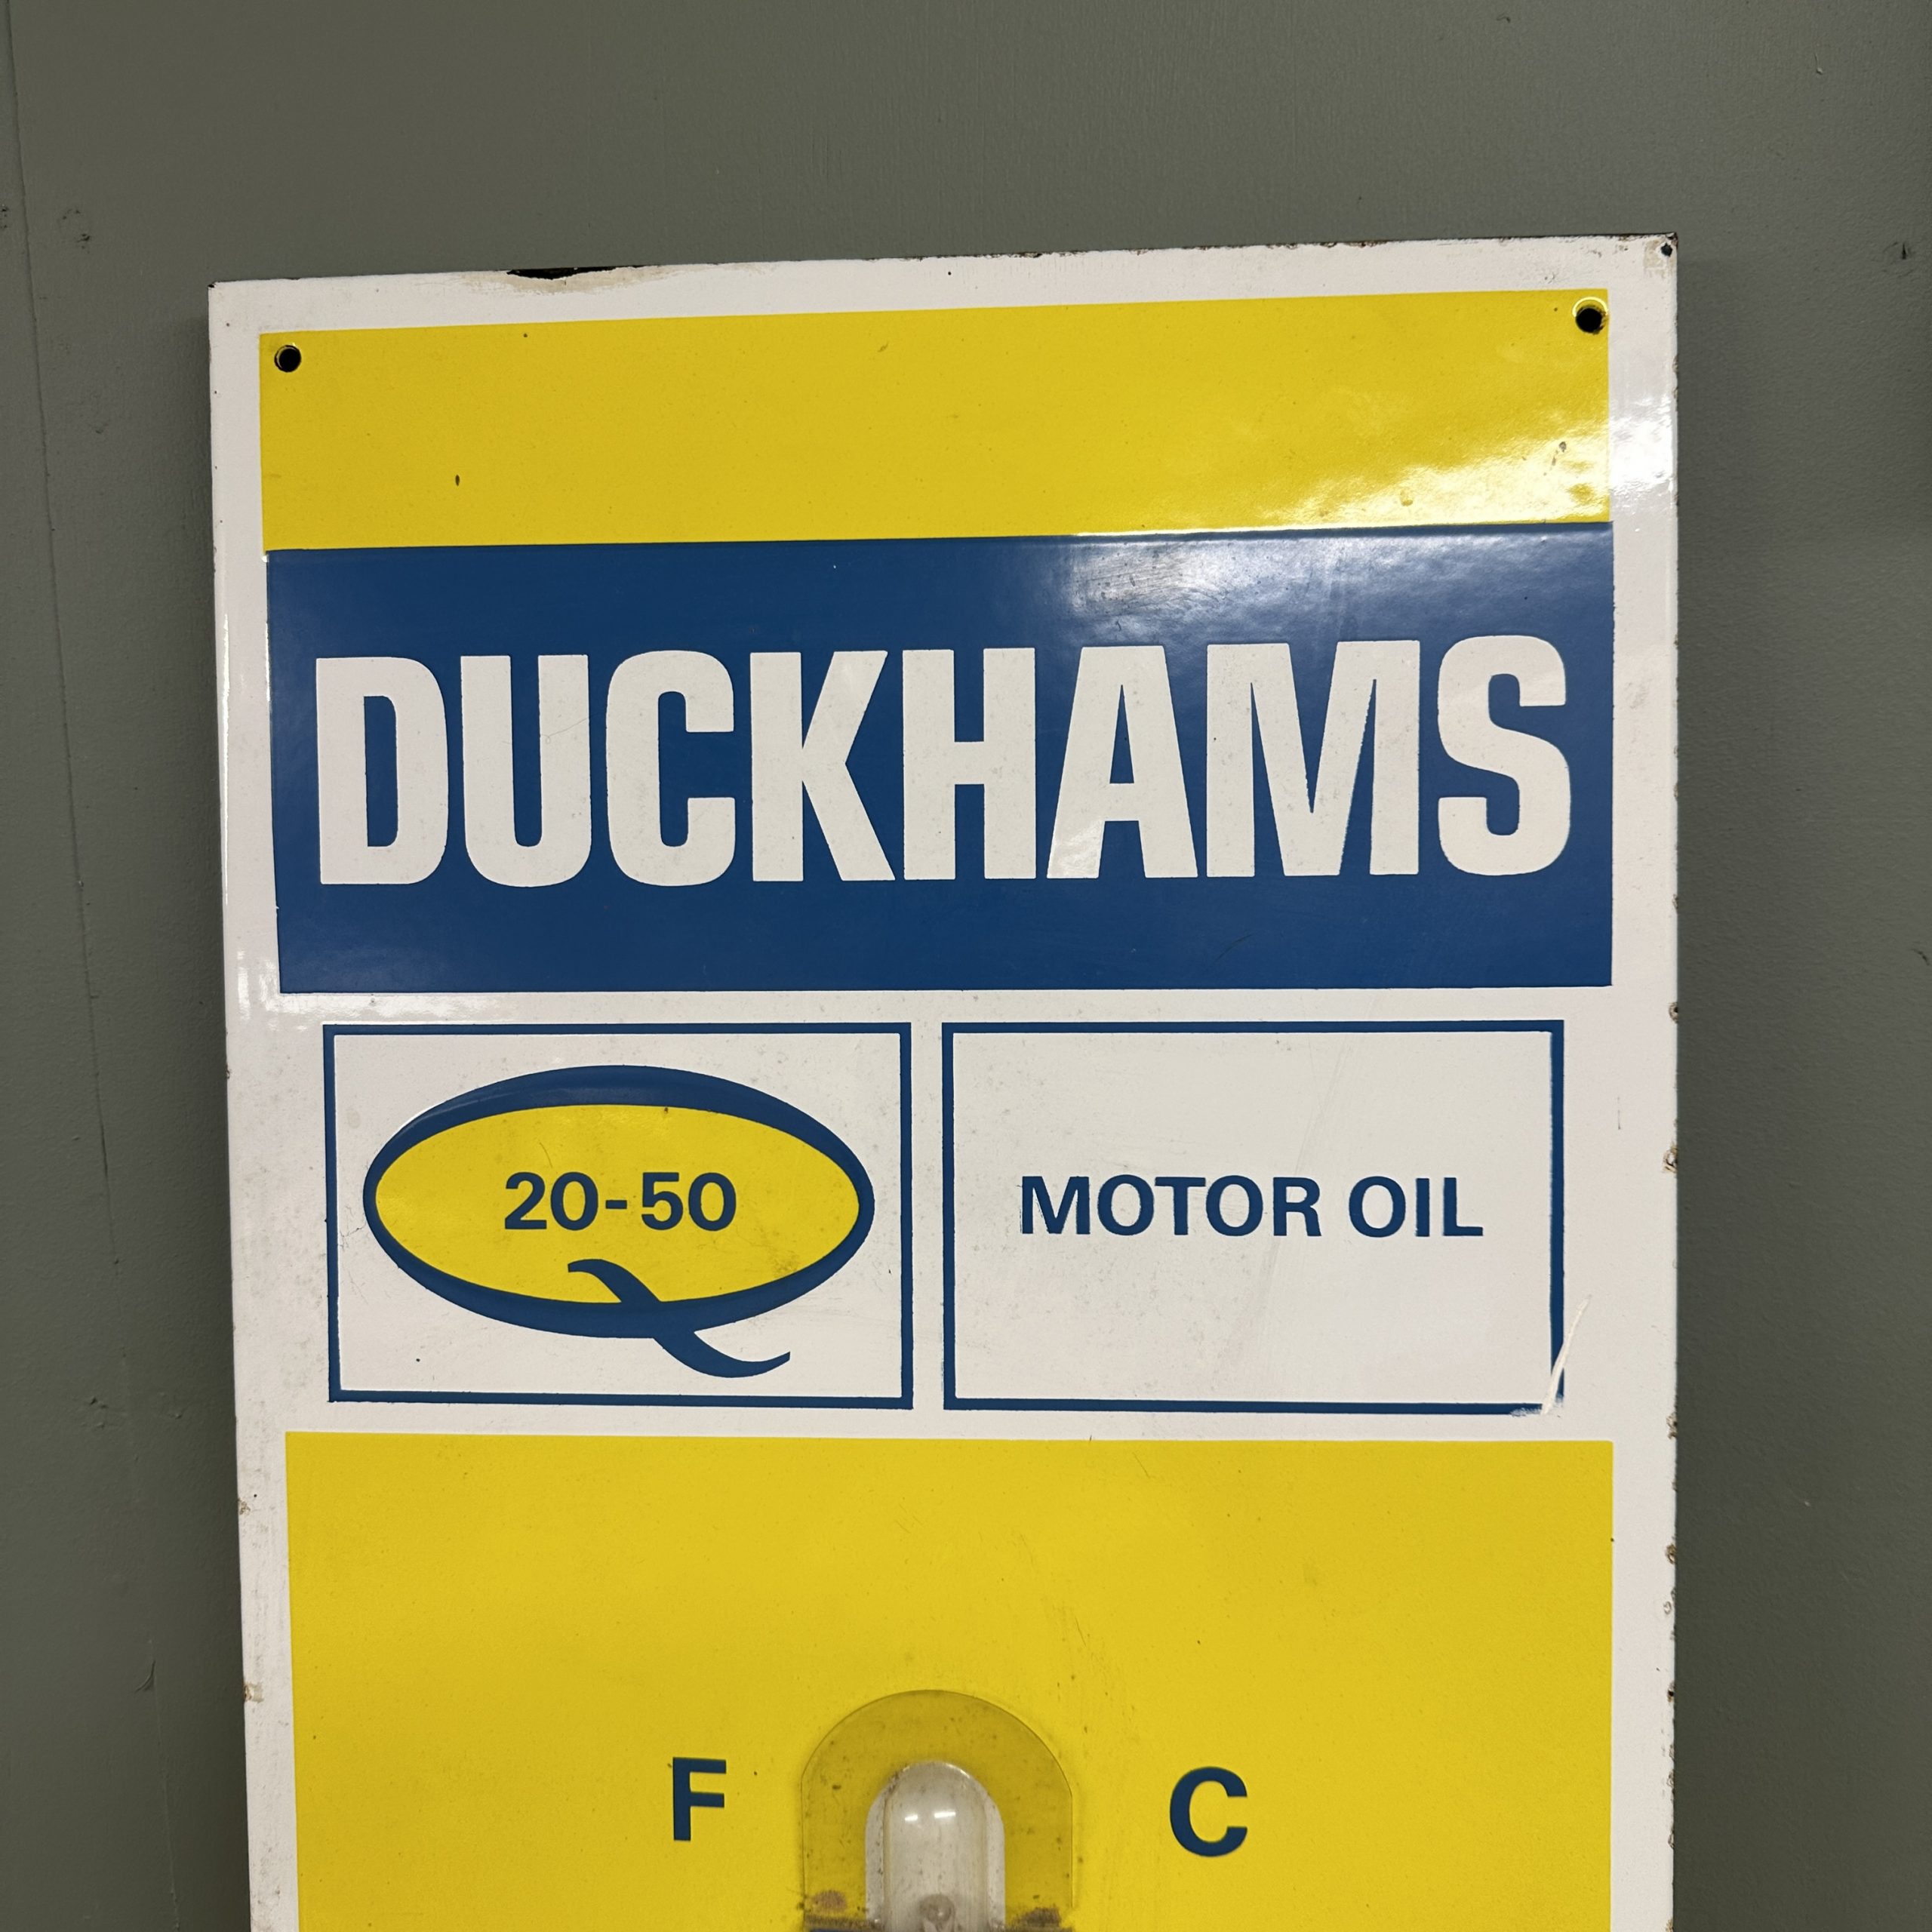 DUCKHAMS
20-50
Q
MOTOR OIL
F C